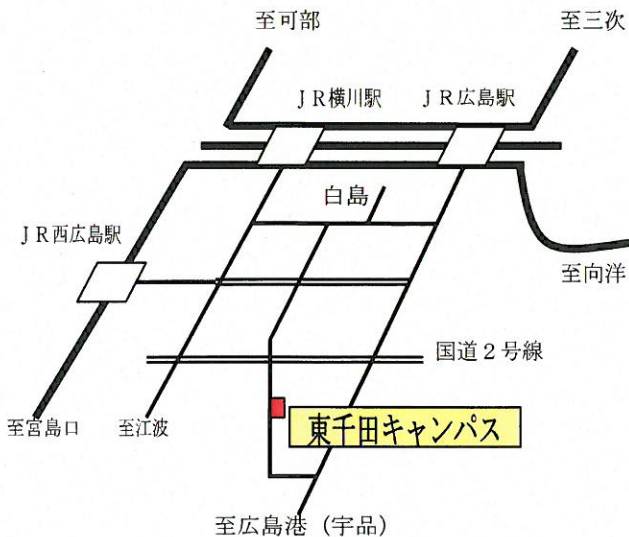 至可部
至三次
ＪＲ横川駅
ＪＲ広島駅
白島
ＪＲ西広島駅
至向洋
国道２号線
東千田キャンパス
至宮島口
至江波
至広島港（宇品）